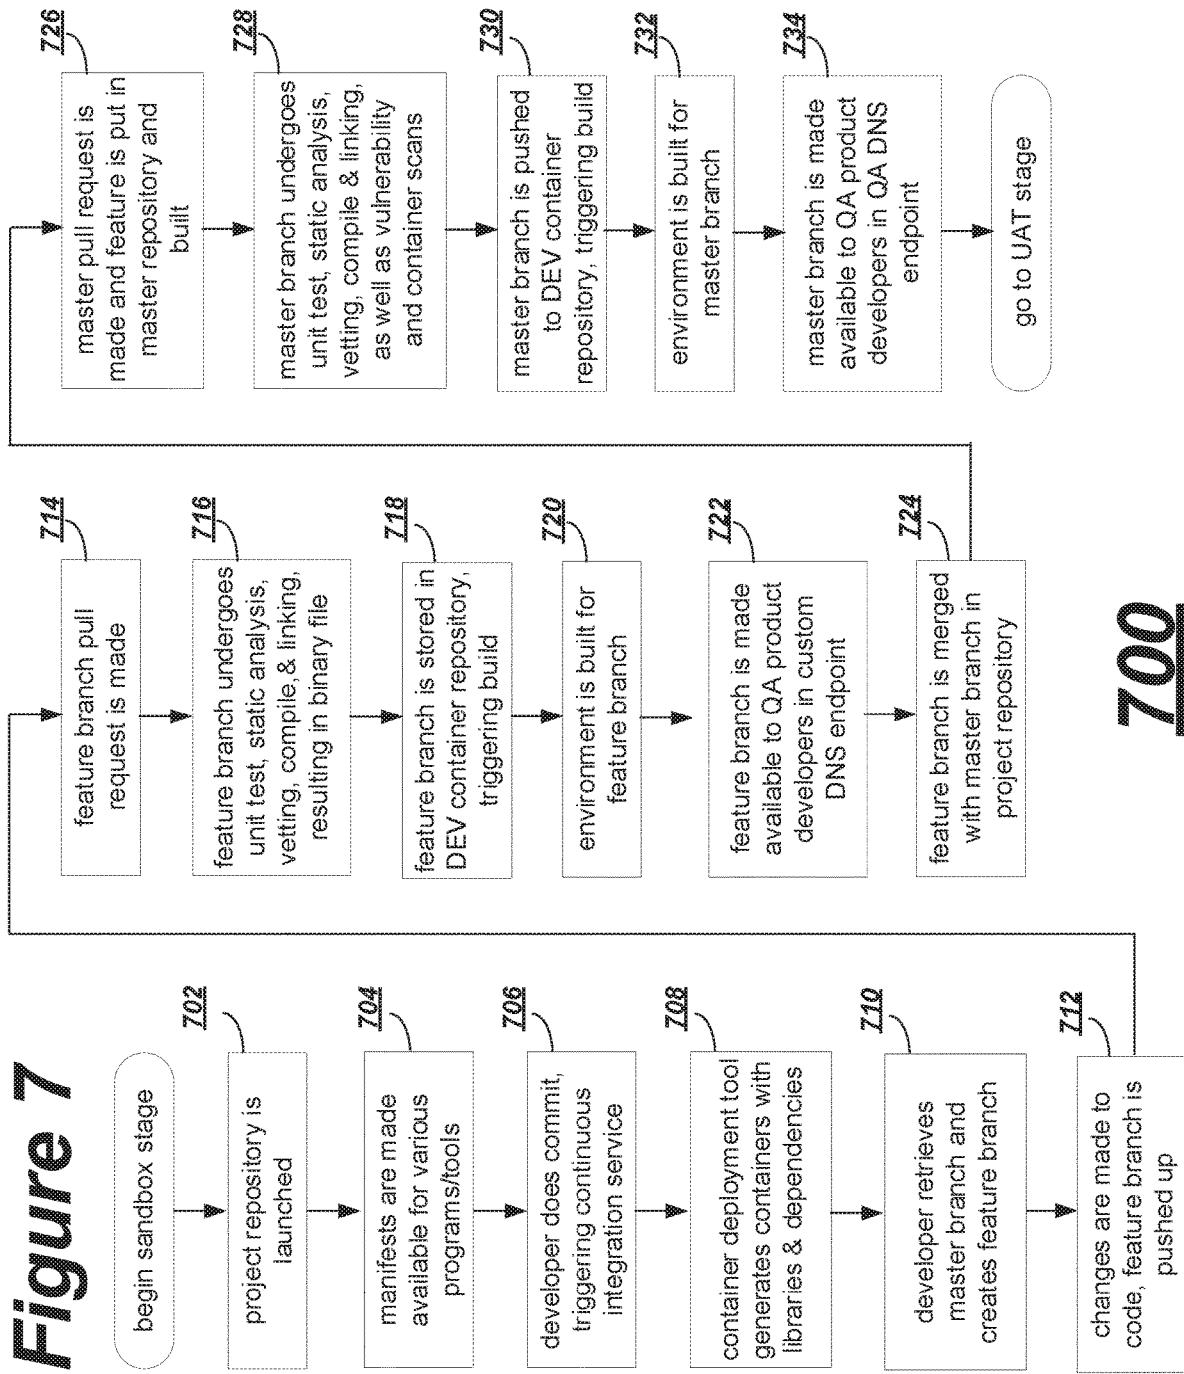 Figure 7
begin sandbox stage
702
project repository is
launched
704
manifests are made
available for various
programs/tools
706
developer does commit,
triggering continuous
integration service
708
container deployment tool
generates containers with
libraries & dependencies
710
developer retrieves
master branch and
creates feature branch
712
changes are made to
code, feature branch is
pushed up
714
feature branch pull
request is made
716
feature branch undergoes
unit test, static analysis,
vetting, compile,& linking,
resulting in binary file
718
feature branch is stored in
DEV container repository,
triggering build
720
environment is built for
feature branch
722
feature branch is made
available to QA product
developers in custom
DNS endpoint
724
feature branch is merged
with master branch in
project repository
726
master pull request is
made and feature is put in
master repository and
built
728
master branch undergoes
unit test, static analysis,
vetting, compile & linking,
as well as vulnerability
and container scans
730
master branch is pushed
to DEV container
repository, triggering build
732
environment is built for
master branch
734
master branch is made
available to QA product
developers in QA DNS
endpoint
go to UAT stage
700